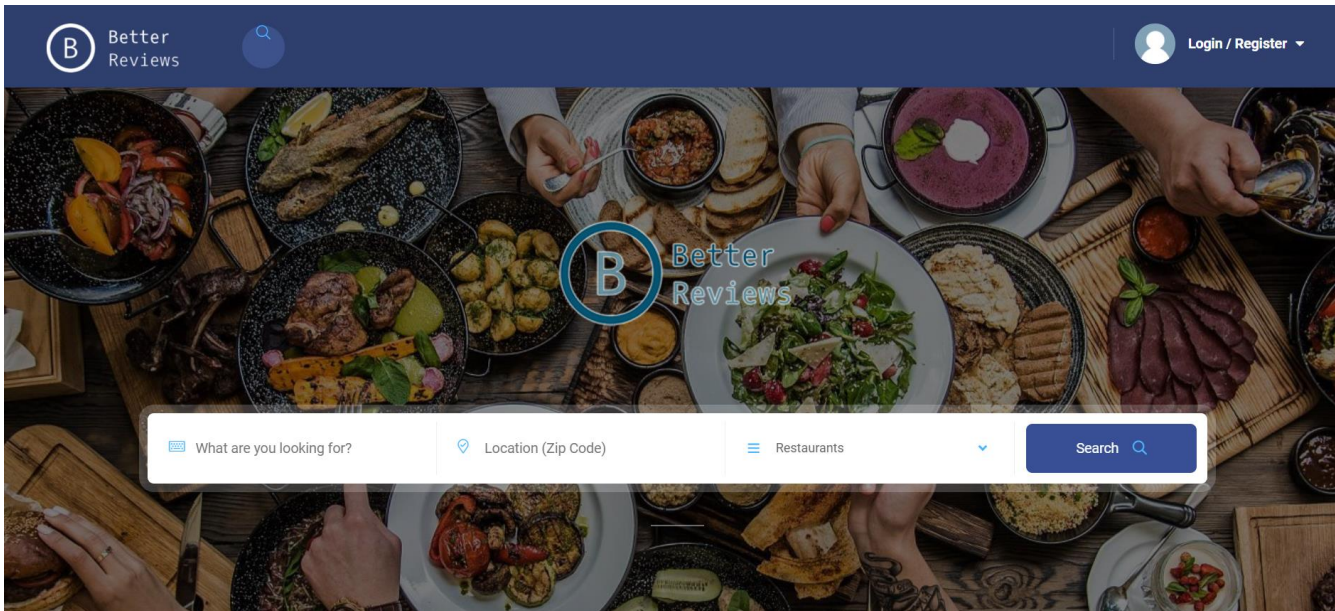 B
Better
Reviews
Login / Register
B
Better
Reviews
What are you looking for?
Location (Zip Code)
Restaurants
Search